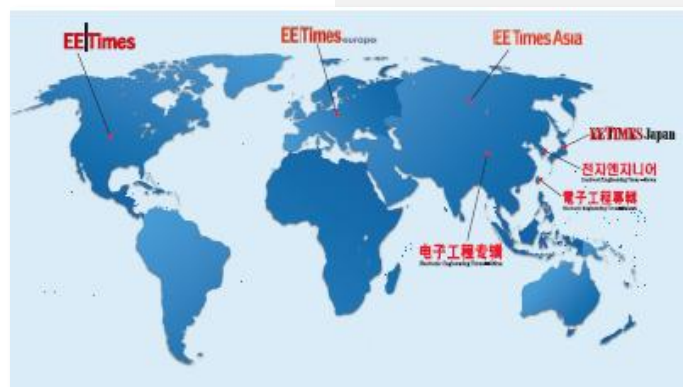 EE Times
EE Times europe
EE Times Asia
EE TIMES Japan
전자엔지니어
電子工程專輯
电子工程专辑